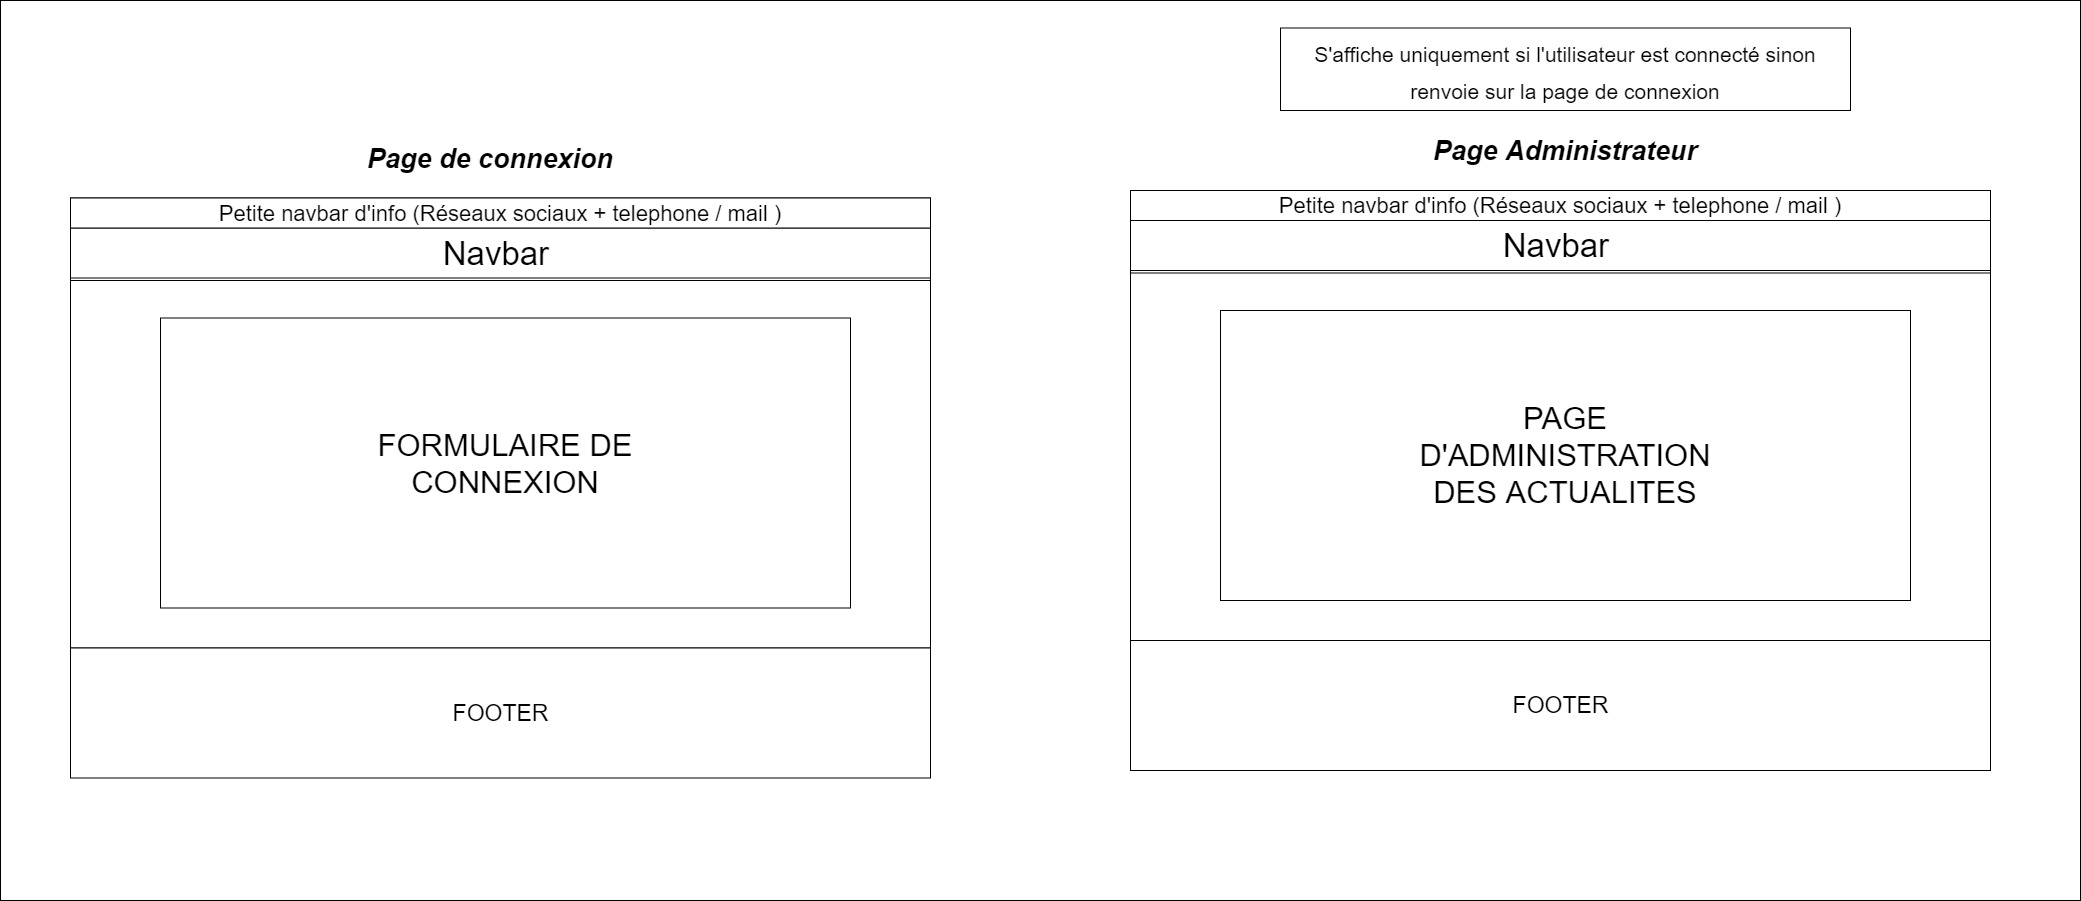 S'affiche uniquement si l'utilisateur est connecté sinon
renvoie sur la page de connexion
Page de connexion
Petite navbar d'info (Réseaux sociaux + telephone / mail )
Navbar
FORMULAIRE DE
CONNEXION
FOOTER
Page Administrateur
Petite navbar d'info (Réseaux sociaux + telephone / mail )
Navbar
PAGE
D'ADMINISTRATION
DES ACTUALITES
FOOTER